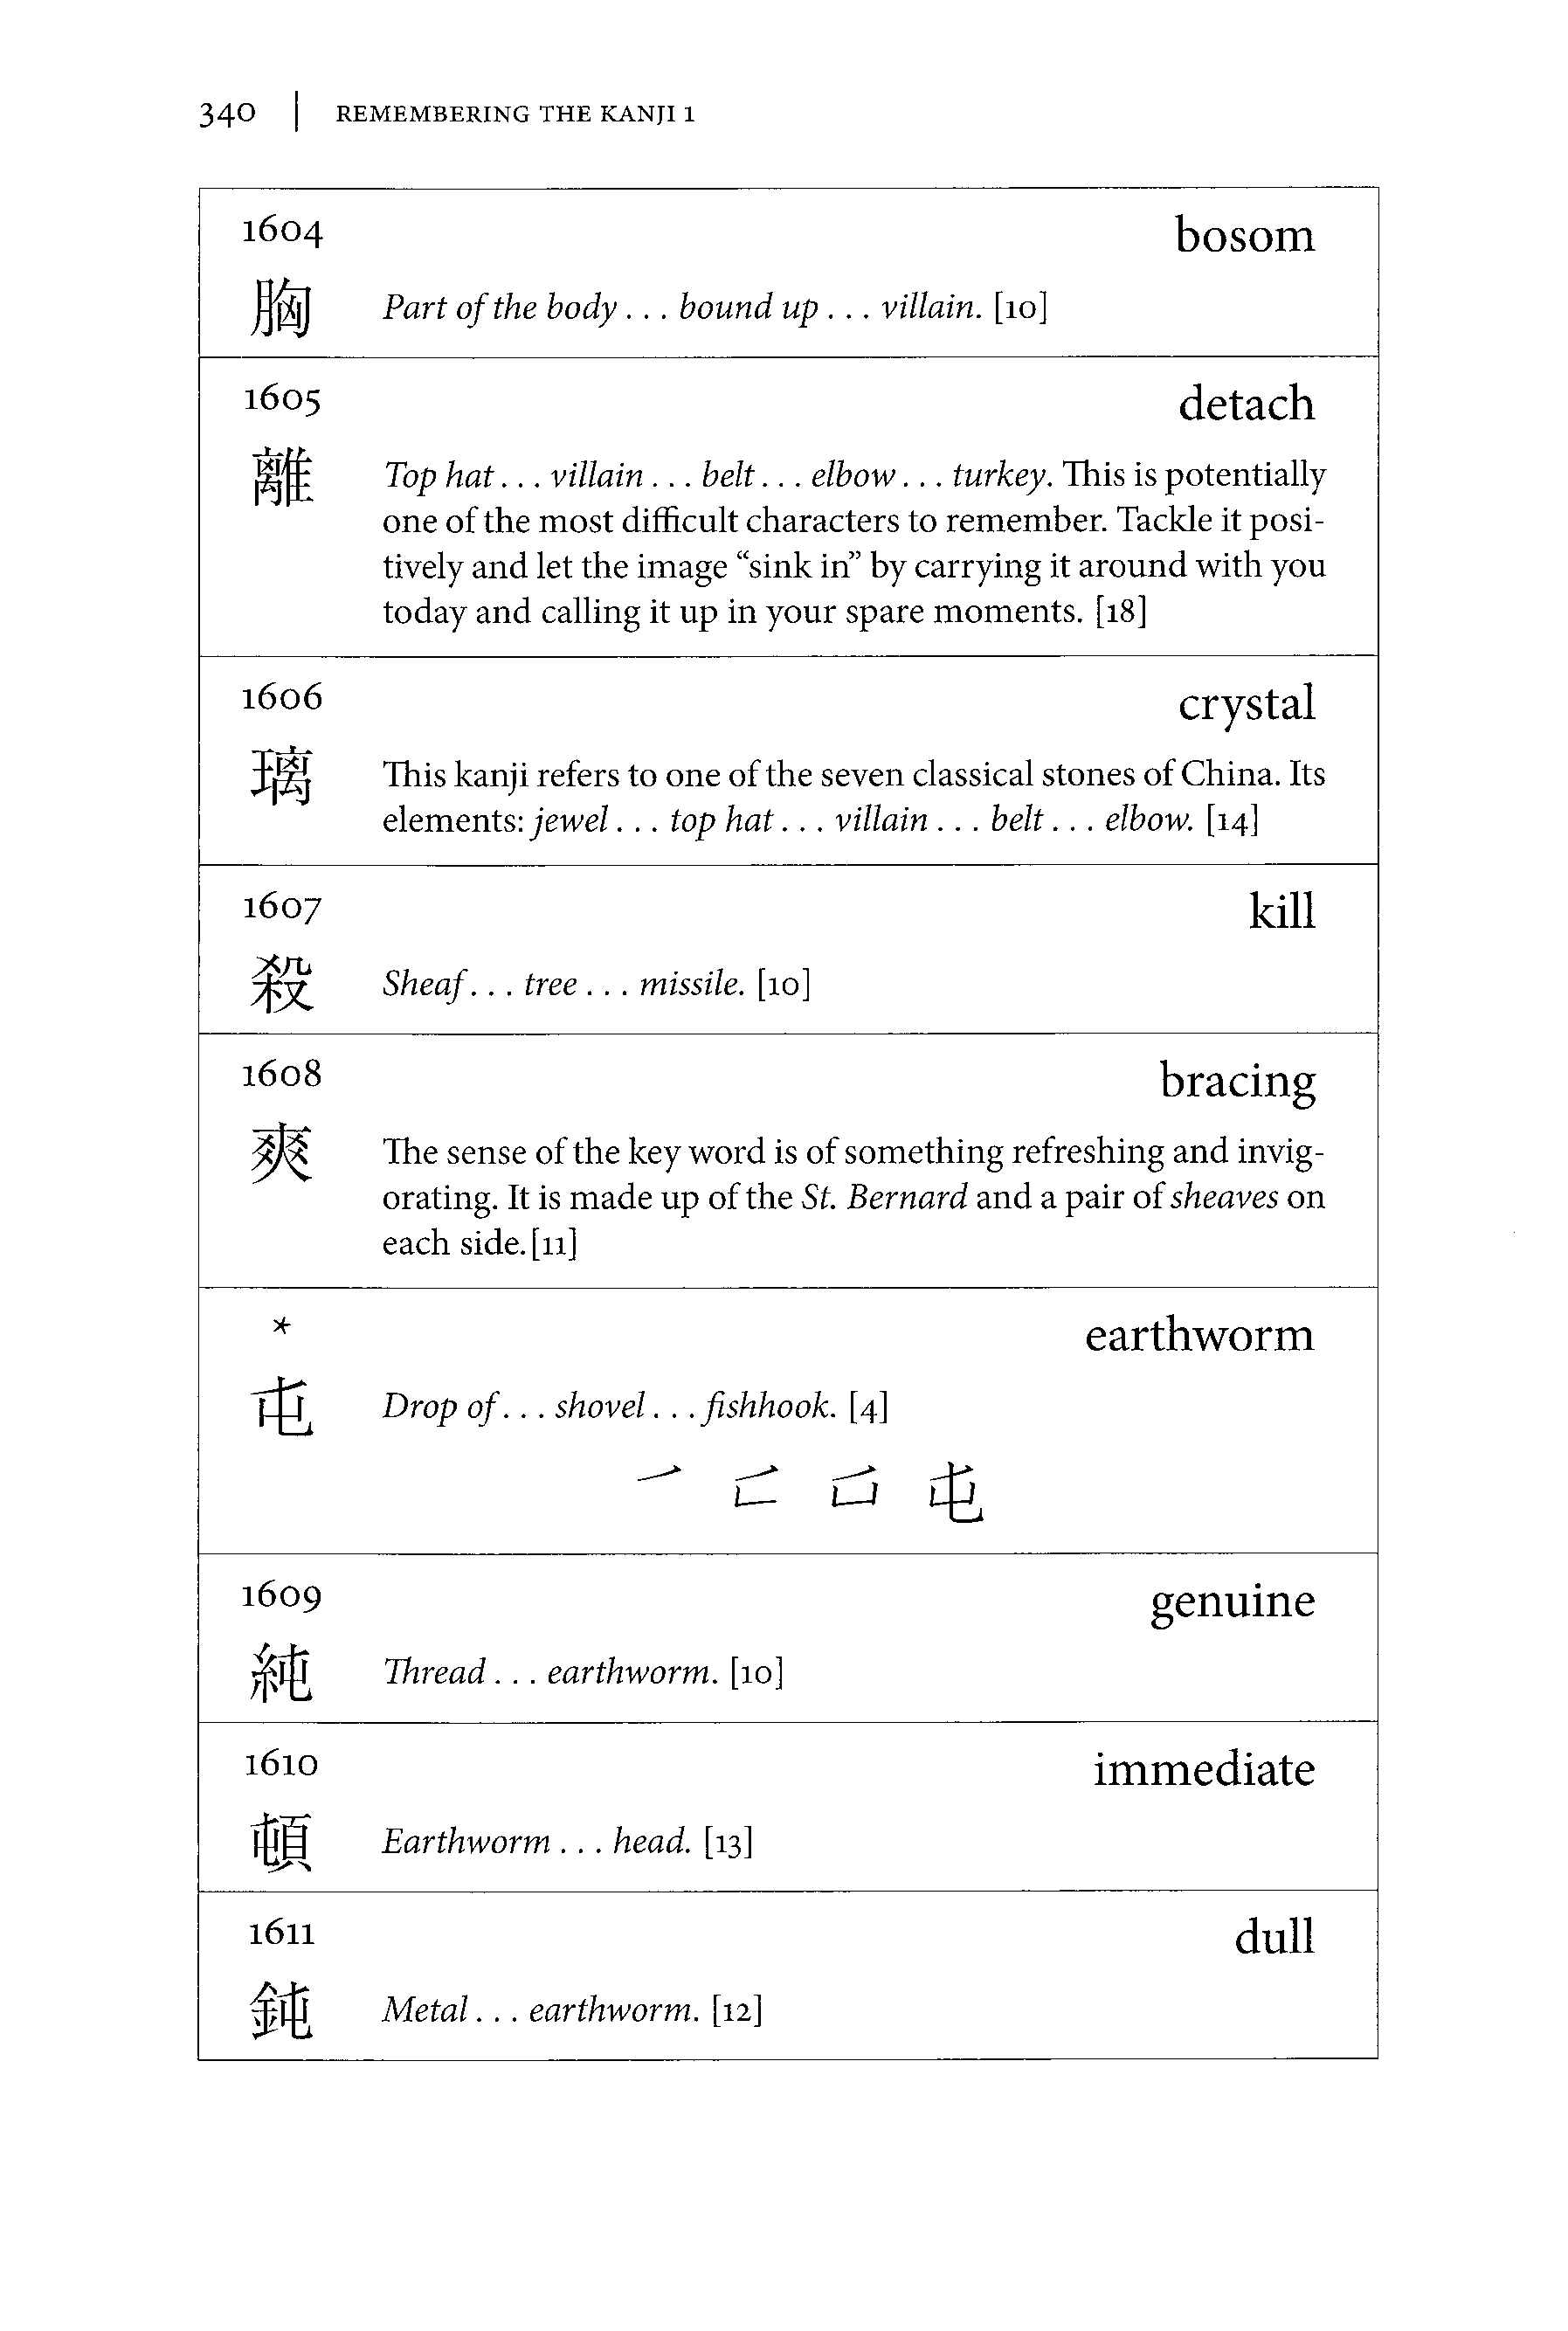 340 | REMEMBERING THE KANJI 1
1604 bosom
胸 Part of the body . . . bound up . . . villain. [10]
1605 detach
離 Top hat . . . villain . . . belt . . . elbow . . . turkey. This is potentially
one of the most difficult characters to remember. Tackle it posi-
tively and let the image “sink in” by carrying it around with you
today and calling it up in your spare moments. [18]
1606 crystal
璃 This kanji refers to one of the seven classical stones of China. Its
elements: jewel . . . top hat . . . villain . . . belt . . . elbow. [14]
1607 kill
殺 Sheaf . . . tree . . . missile. [10]
1608 bracing
爽 The sense of the key word is of something refreshing and invig-
orating. It is made up of the St. Bernard and a pair of sheaves on
each side.[11]
* earthworm
屯 Drop of . . . shovel . . . fishhook. [4]
屯
1609 genuine
純 Thread . . . earthworm. [10]
1610 immediate
頓 Earthworm . . . head. [13]
1611 dull
鈍 Metal . . . earthworm. [12]